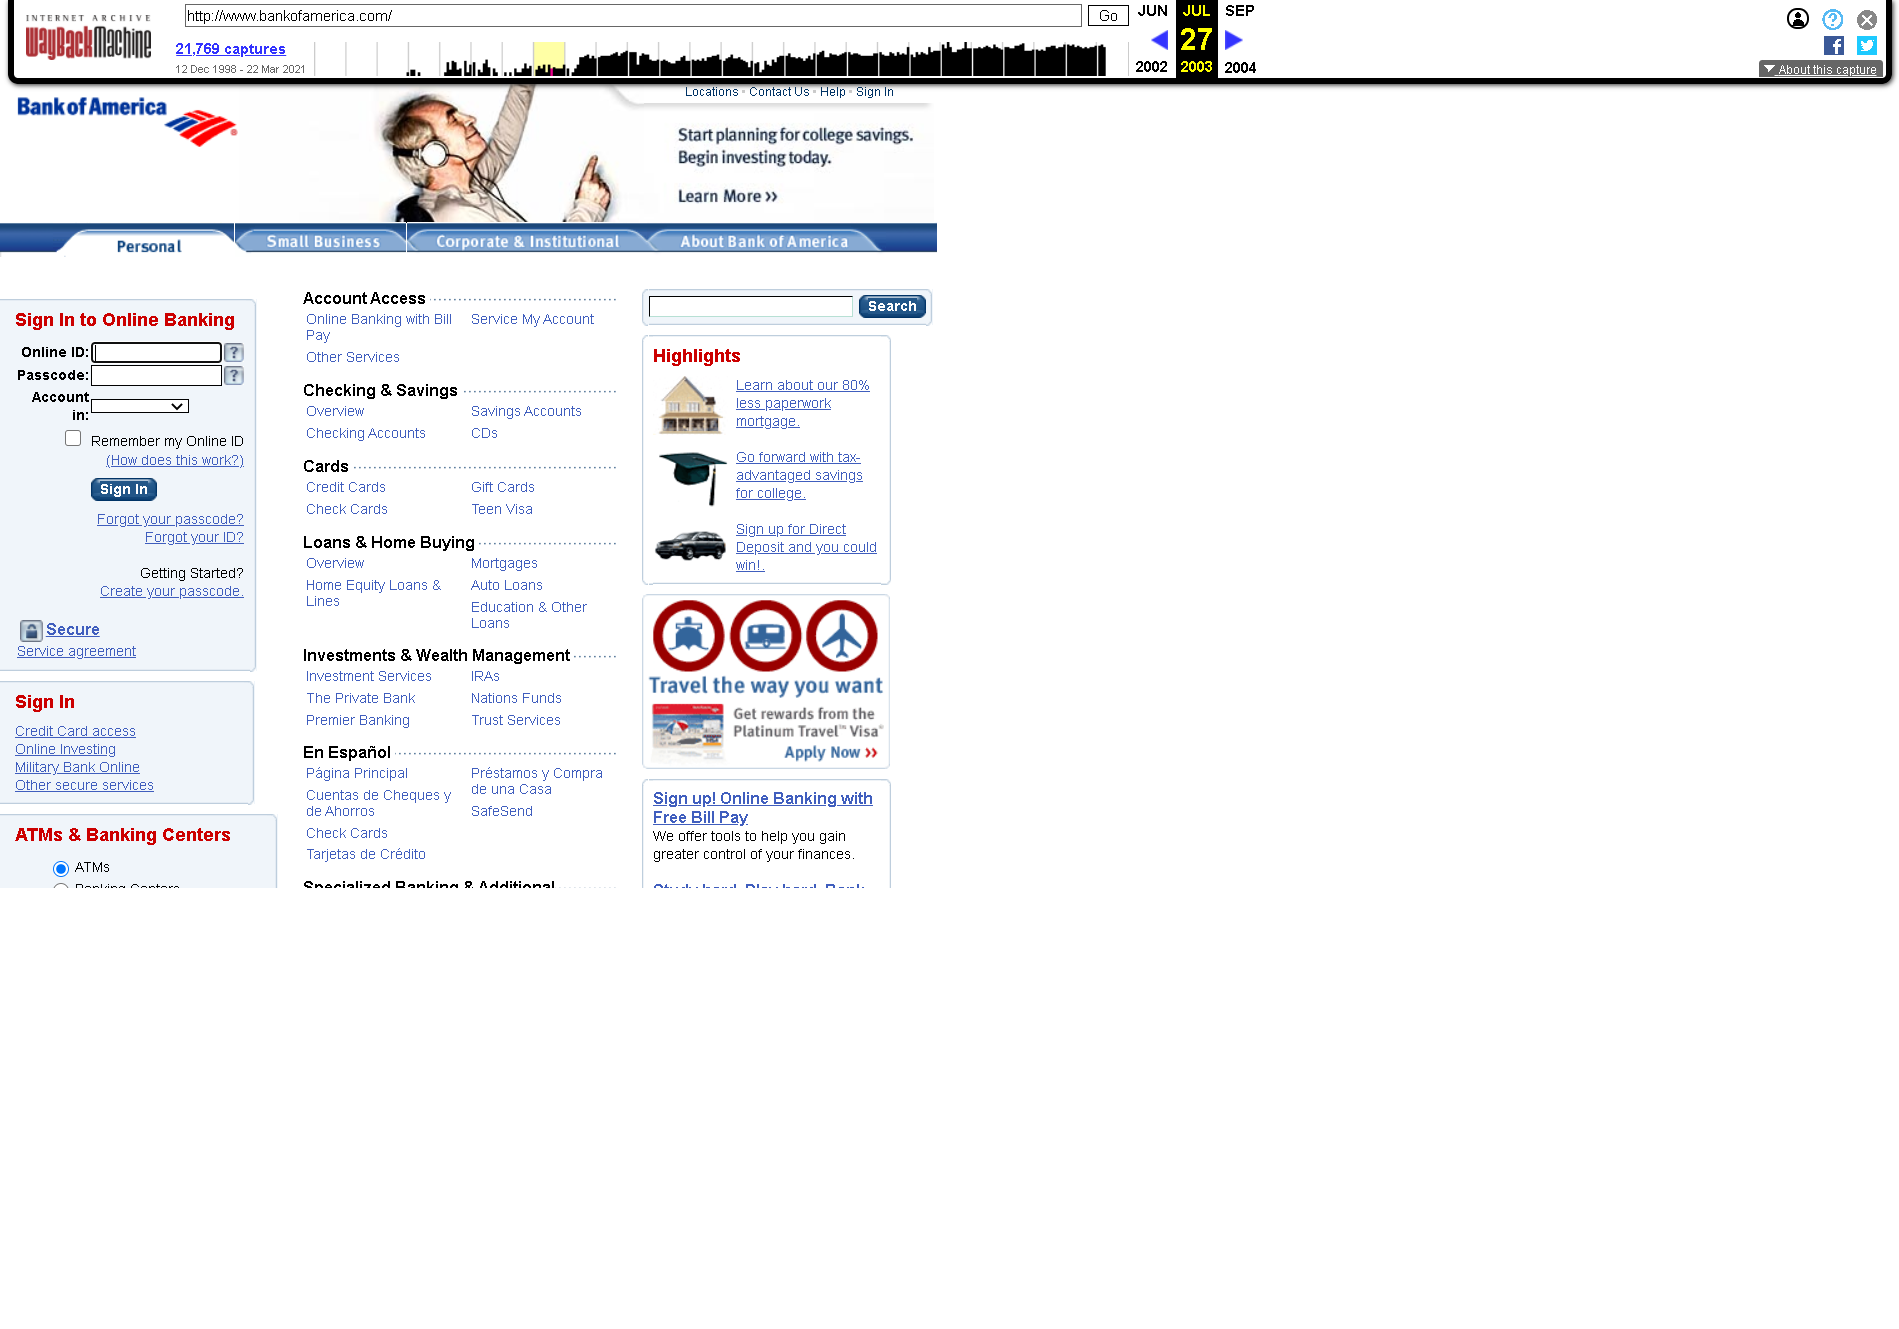 INTERNET ARCHIVE
WayBackMachine
http://www.bankofamerica.com/
Go
JUN
JUL
SEP
21,769 captures
27
12 Dec 1998 - 22 Mar 2021
2002
2003
2004
About this capture
Bank of America
Locations · Contact Us · Help · Sign In
Start planning for college savings.
Begin investing today.
Learn More >>
Personal
Small Business
Corporate & Institutional
About Bank of America
Sign In to Online Banking
Online ID:
?
Passcode:
?
Account
in:
Remember my Online ID
(How does this work?)
Sign In
Forgot your passcode?
Forgot your ID?
Getting Started?
Create your passcode.
Secure
Service agreement
Sign In
Credit Card access
Online Investing
Military Bank Online
Other secure services
ATMs & Banking Centers
ATMs
Banking Centers
Account Access
Online Banking with Bill
Pay
Service My Account
Other Services
Checking & Savings
Overview
Savings Accounts
Checking Accounts
CDs
Cards
Credit Cards
Gift Cards
Check Cards
Teen Visa
Loans & Home Buying
Overview
Mortgages
Home Equity Loans &
Lines
Auto Loans
Education & Other
Loans
Investments & Wealth Management
Investment Services
IRAs
The Private Bank
Nations Funds
Premier Banking
Trust Services
En Español
Página Principal
Préstamos y Compra
de una Casa
Cuentas de Cheques y
de Ahorros
SafeSend
Check Cards
Tarjetas de Crédito
Specialized Banking & Additional
Search
Highlights
Learn about our 80%
less paperwork
mortgage.
Go forward with tax-
advantaged savings
for college.
Sign up for Direct
Deposit and you could
win!.
Travel the way you want
Get rewards from the
Platinum Travel™ Visa®
Apply Now >>
Sign up! Online Banking with
Free Bill Pay
We offer tools to help you gain
greater control of your finances.
Study hard. Play hard. Bank